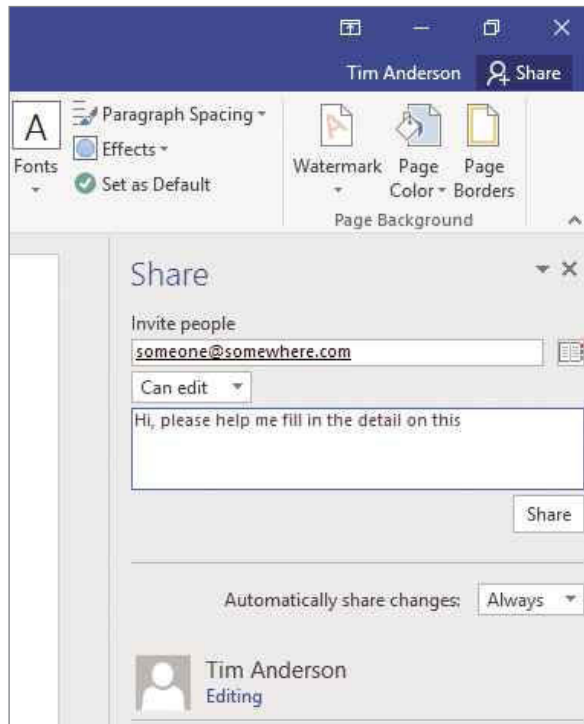 Tim Anderson Share
A
Fonts
Paragraph Spacing
Effects
Set as Default
Watermark Page Page
Color Borders
Page Background
Share
Invite people
someone@somewhere.com
Can edit
Hi, please help me fill in the detail on this
Share
Automatically share changes: Always
Tim Anderson
Editing